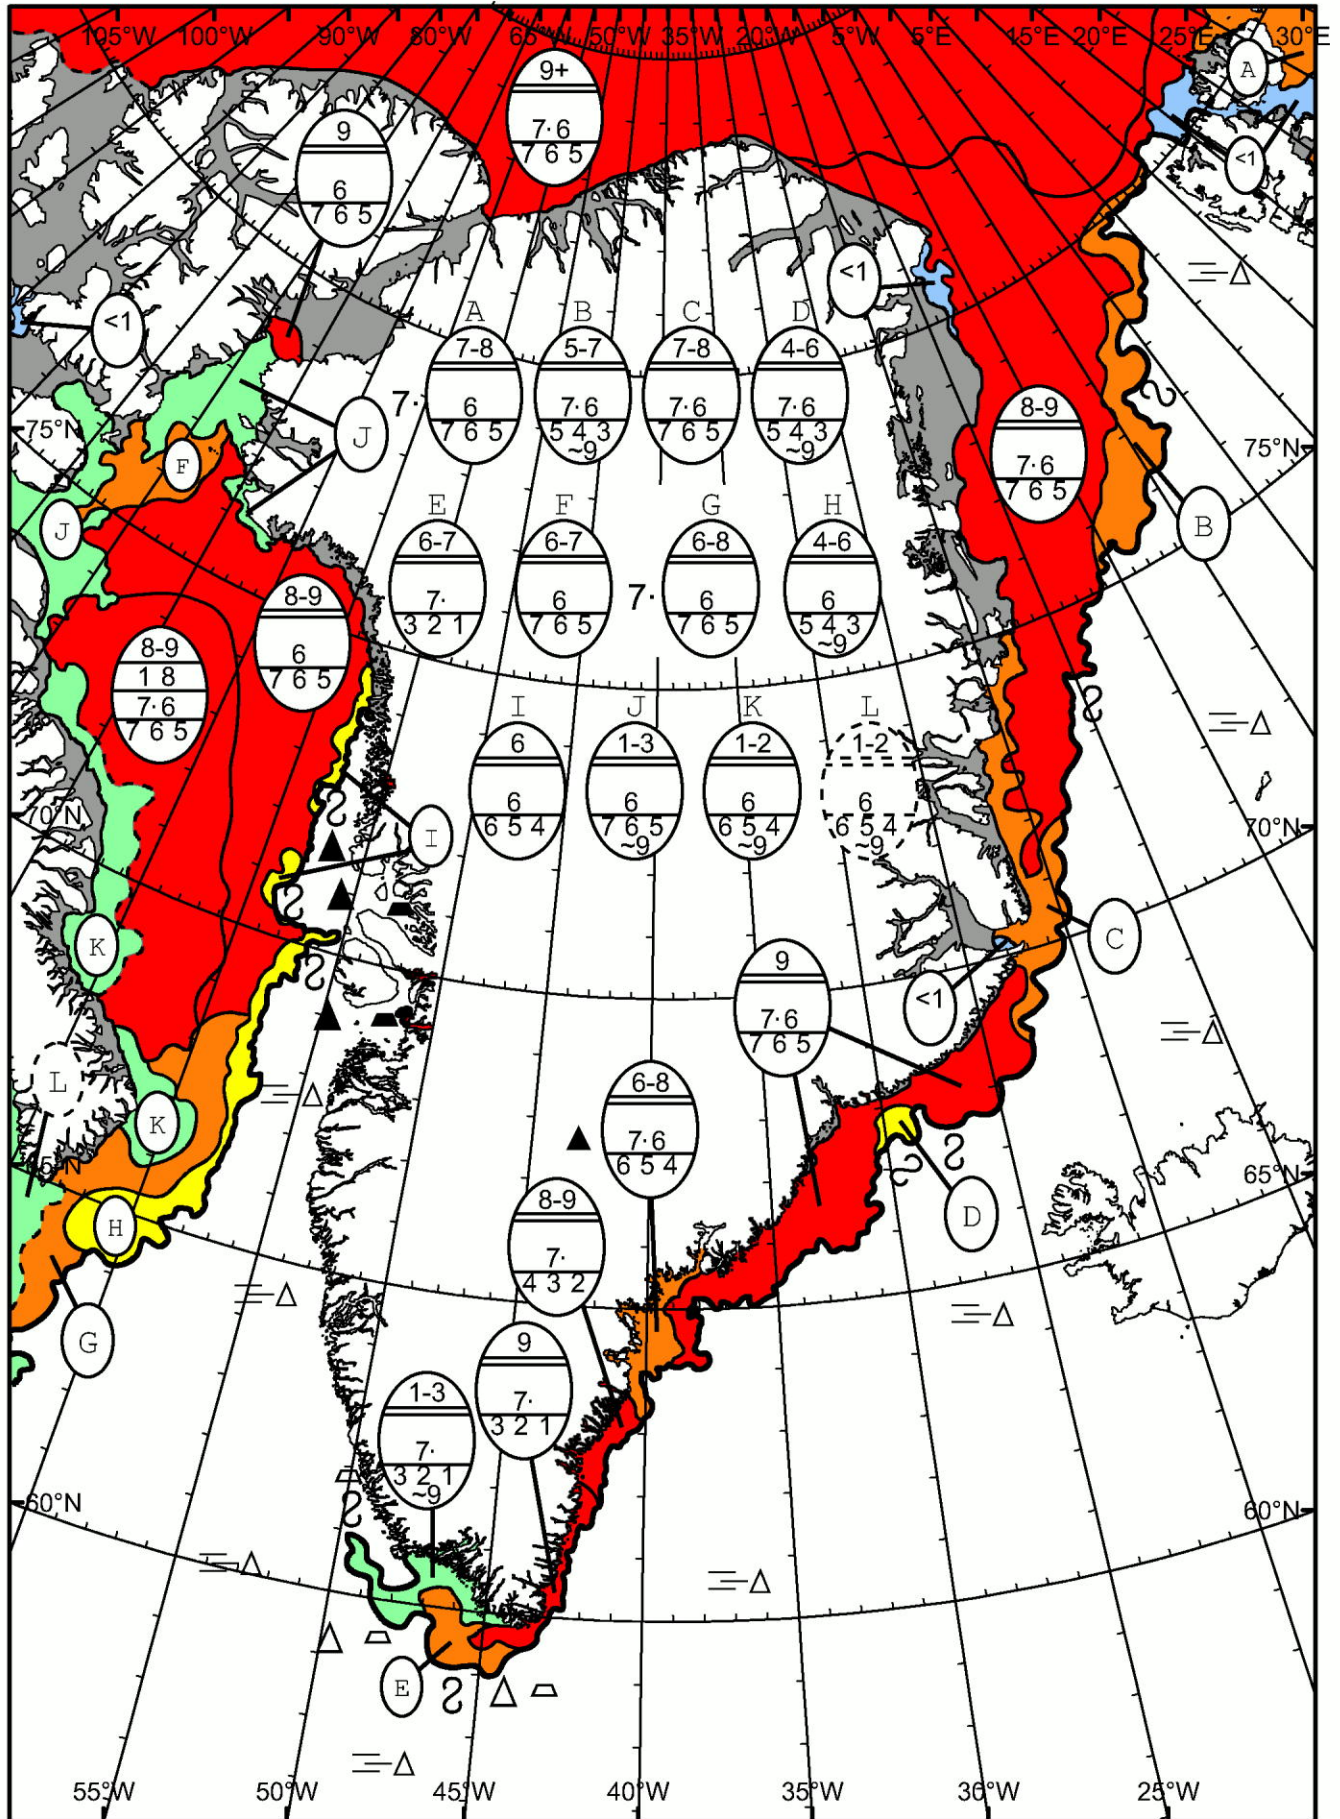 105°W 100°W 90°W 80°W 65°W 50°W 35°W 20°W 5°W 5°E 15°E 20°E 25°E 30°E
A
9+
7· 6
7 6 5
9
6
7 6 5
<1
<1
<1
A B C D
7-8 5-7 7-8 4-6
7· 6 7· 6 7· 6 7· 6
7 6 5 5 4 3 7 6 5 5 4 3
~9 ~9
8-9
7· 6
7 6 5
75°N
75°N
J
F
J
B
E F G H
6-7 6-7 6-8 4-6
7· 6 7· 6 6
3 2 1 7 6 5 7 6 5 5 4 3
~9
8-9
6
7 6 5
8-9
1 8
7· 6
7 6 5
I J K L
6 1-3 1-2 1-2
6 6 6 6
6 5 4 7 6 5 6 5 4 6 5 4
~9 ~9 ~9
70°N
70°N
I
K
C
9
7· 6
7 6 5
<1
L
K
6-8
7· 6
6 5 4
65°N
65°N
H
D
8-9
7·
4 3 2
G
9
7·
3 2 1
1-3
7·
3 2 1
~9
60°N
60°N
E
55°W 50°W 45°W 40°W 35°W 30°W 25°W